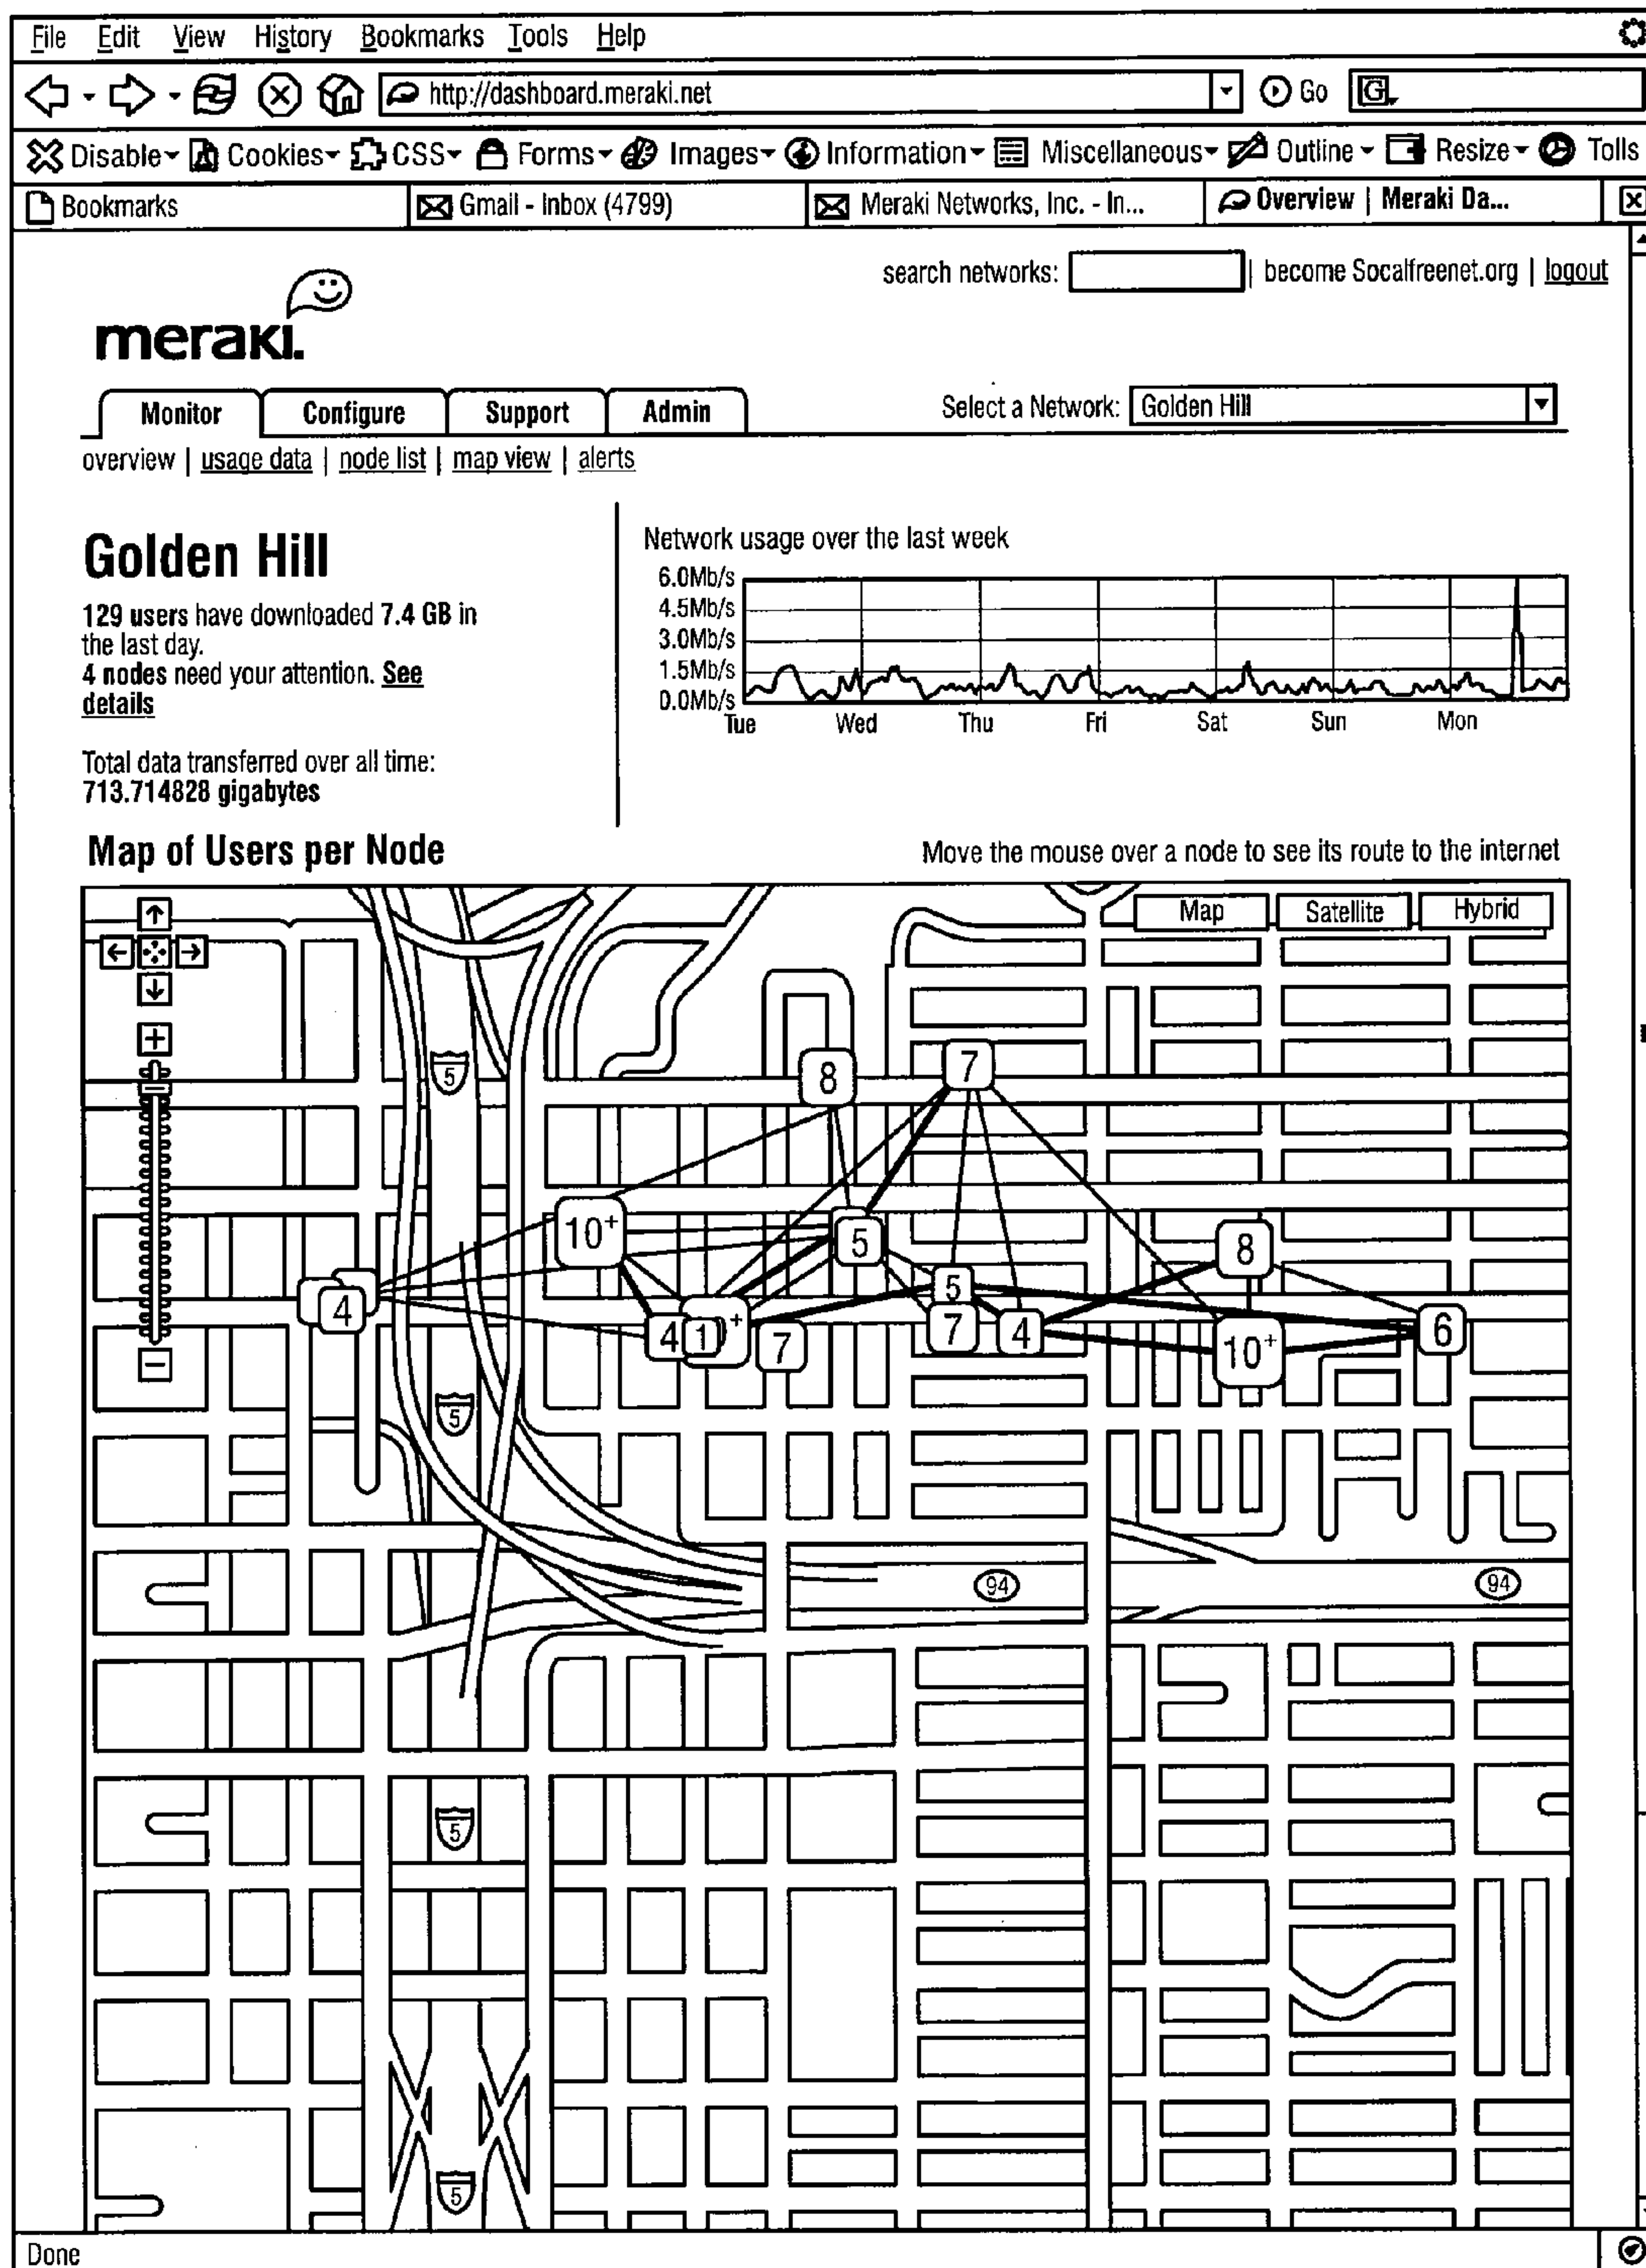 File Edit View History Bookmarks Tools Help
http://dashboard.meraki.net Go G
Disable Cookies CSS Forms Images Information Miscellaneous Outline Resize Tolls
Bookmarks Gmail - Inbox (4799) Meraki Networks, Inc. - In... Overview | Meraki Da...
search networks: | become Socalfreenet.org | logout
meraki.
Monitor Configure Support Admin Select a Network: Golden Hill
overview | usage data | node list | map view | alerts
Golden Hill
129 users have downloaded 7.4 GB in
the last day.
4 nodes need your attention. See
details
Total data transferred over all time:
713.714828 gigabytes
Network usage over the last week
6.0Mb/s
4.5Mb/s
3.0Mb/s
1.5Mb/s
0.0Mb/s
Tue Wed Thu Fri Sat Sun Mon
Map of Users per Node Move the mouse over a node to see its route to the internet
Map Satellite Hybrid
5
8 7
10+ 5 8
4 5
4 1 + 7 7 4 10+ 6
5
94 94
5
5
Done